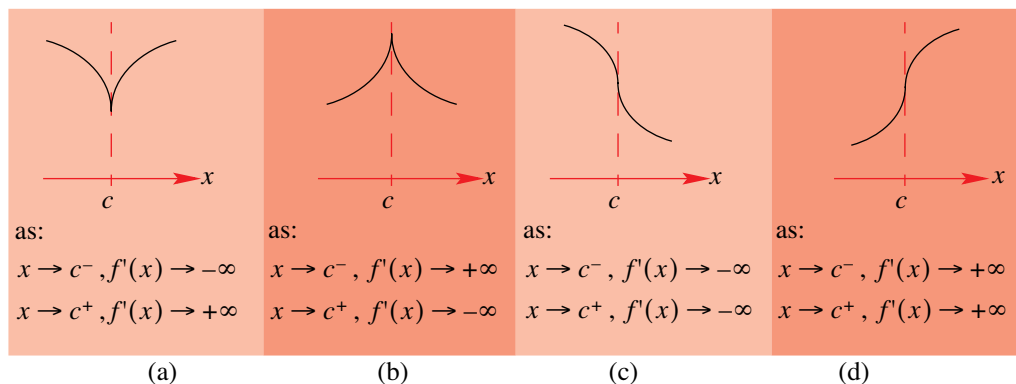 x
c
as:
x → c⁻ , f'(x) → –∞
x → c⁺ , f'(x) → +∞
(a)
x
c
as:
x → c⁻ , f'(x) → +∞
x → c⁺ , f'(x) → –∞
(b)
x
c
as:
x → c⁻ , f'(x) → –∞
x → c⁺ , f'(x) → –∞
(c)
x
c
as:
x → c⁻ , f'(x) → +∞
x → c⁺ , f'(x) → +∞
(d)